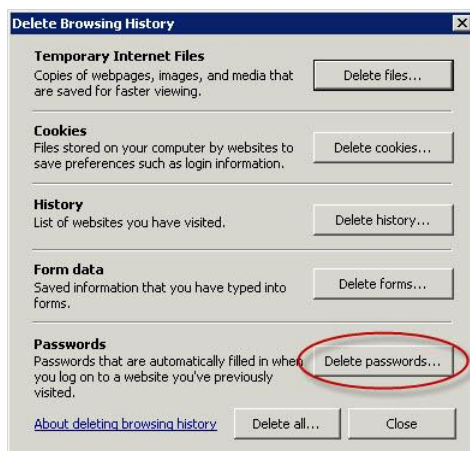 Delete Browsing History
Temporary Internet Files
Copies of webpages, images, and media that
are saved for faster viewing.
Delete files...
Cookies
Files stored on your computer by websites to
save preferences such as login information.
Delete cookies...
History
List of websites you have visited.
Delete history...
Form data
Saved information that you have typed into
forms.
Delete forms...
Passwords
Passwords that are automatically filled in when
you log on to a website you've previously
visited.
Delete passwords...
About deleting browsing history
Delete all...
Close